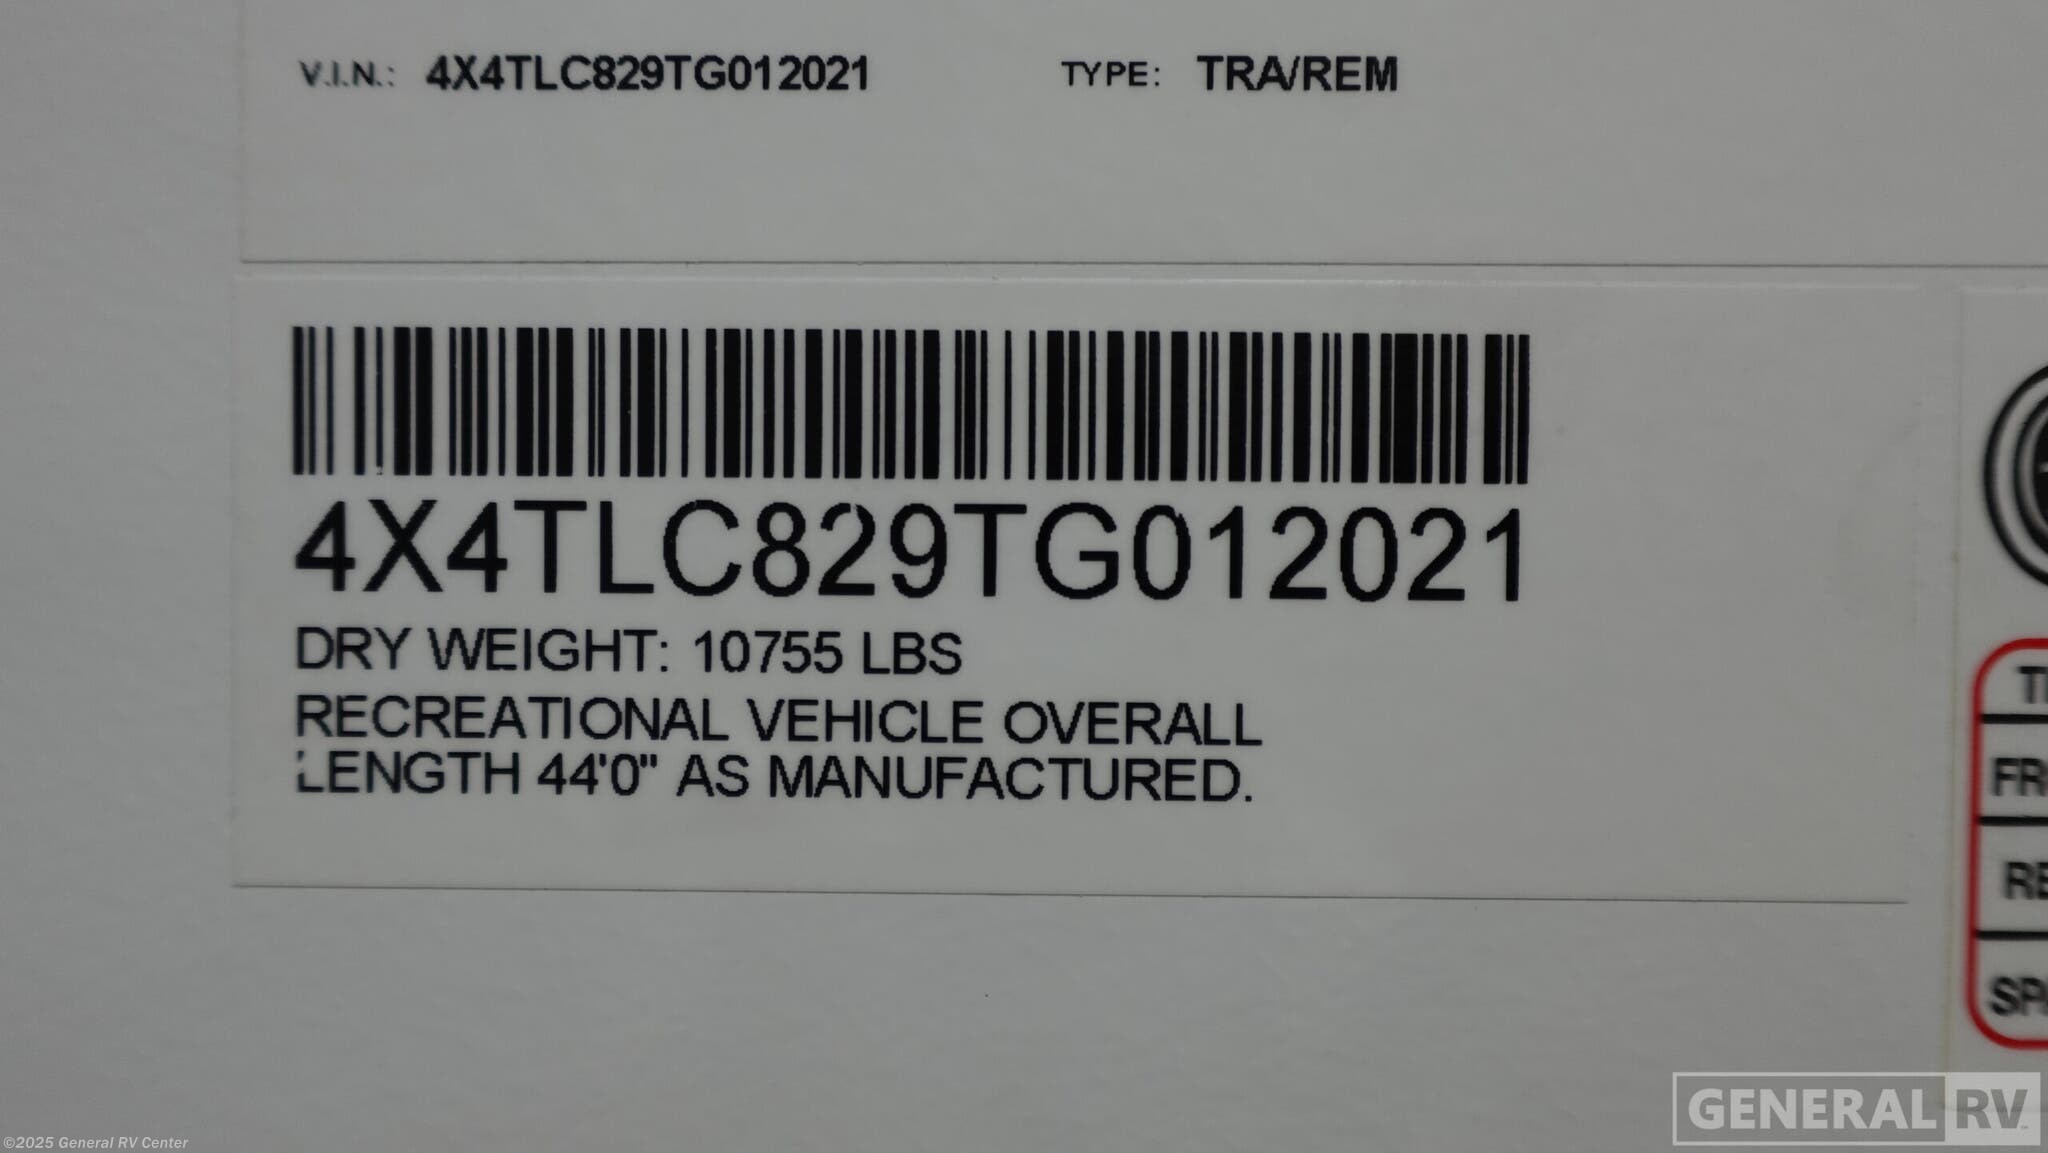 V.I.N.: 4X4TLC829TG012021 TYPE: TRA/REM
4X4TLC829TG012021
DRY WEIGHT: 10755 LBS
RECREATIONAL VEHICLE OVERALL
LENGTH 44'0" AS MANUFACTURED.
GENERAL RV
©2025 General RV Center